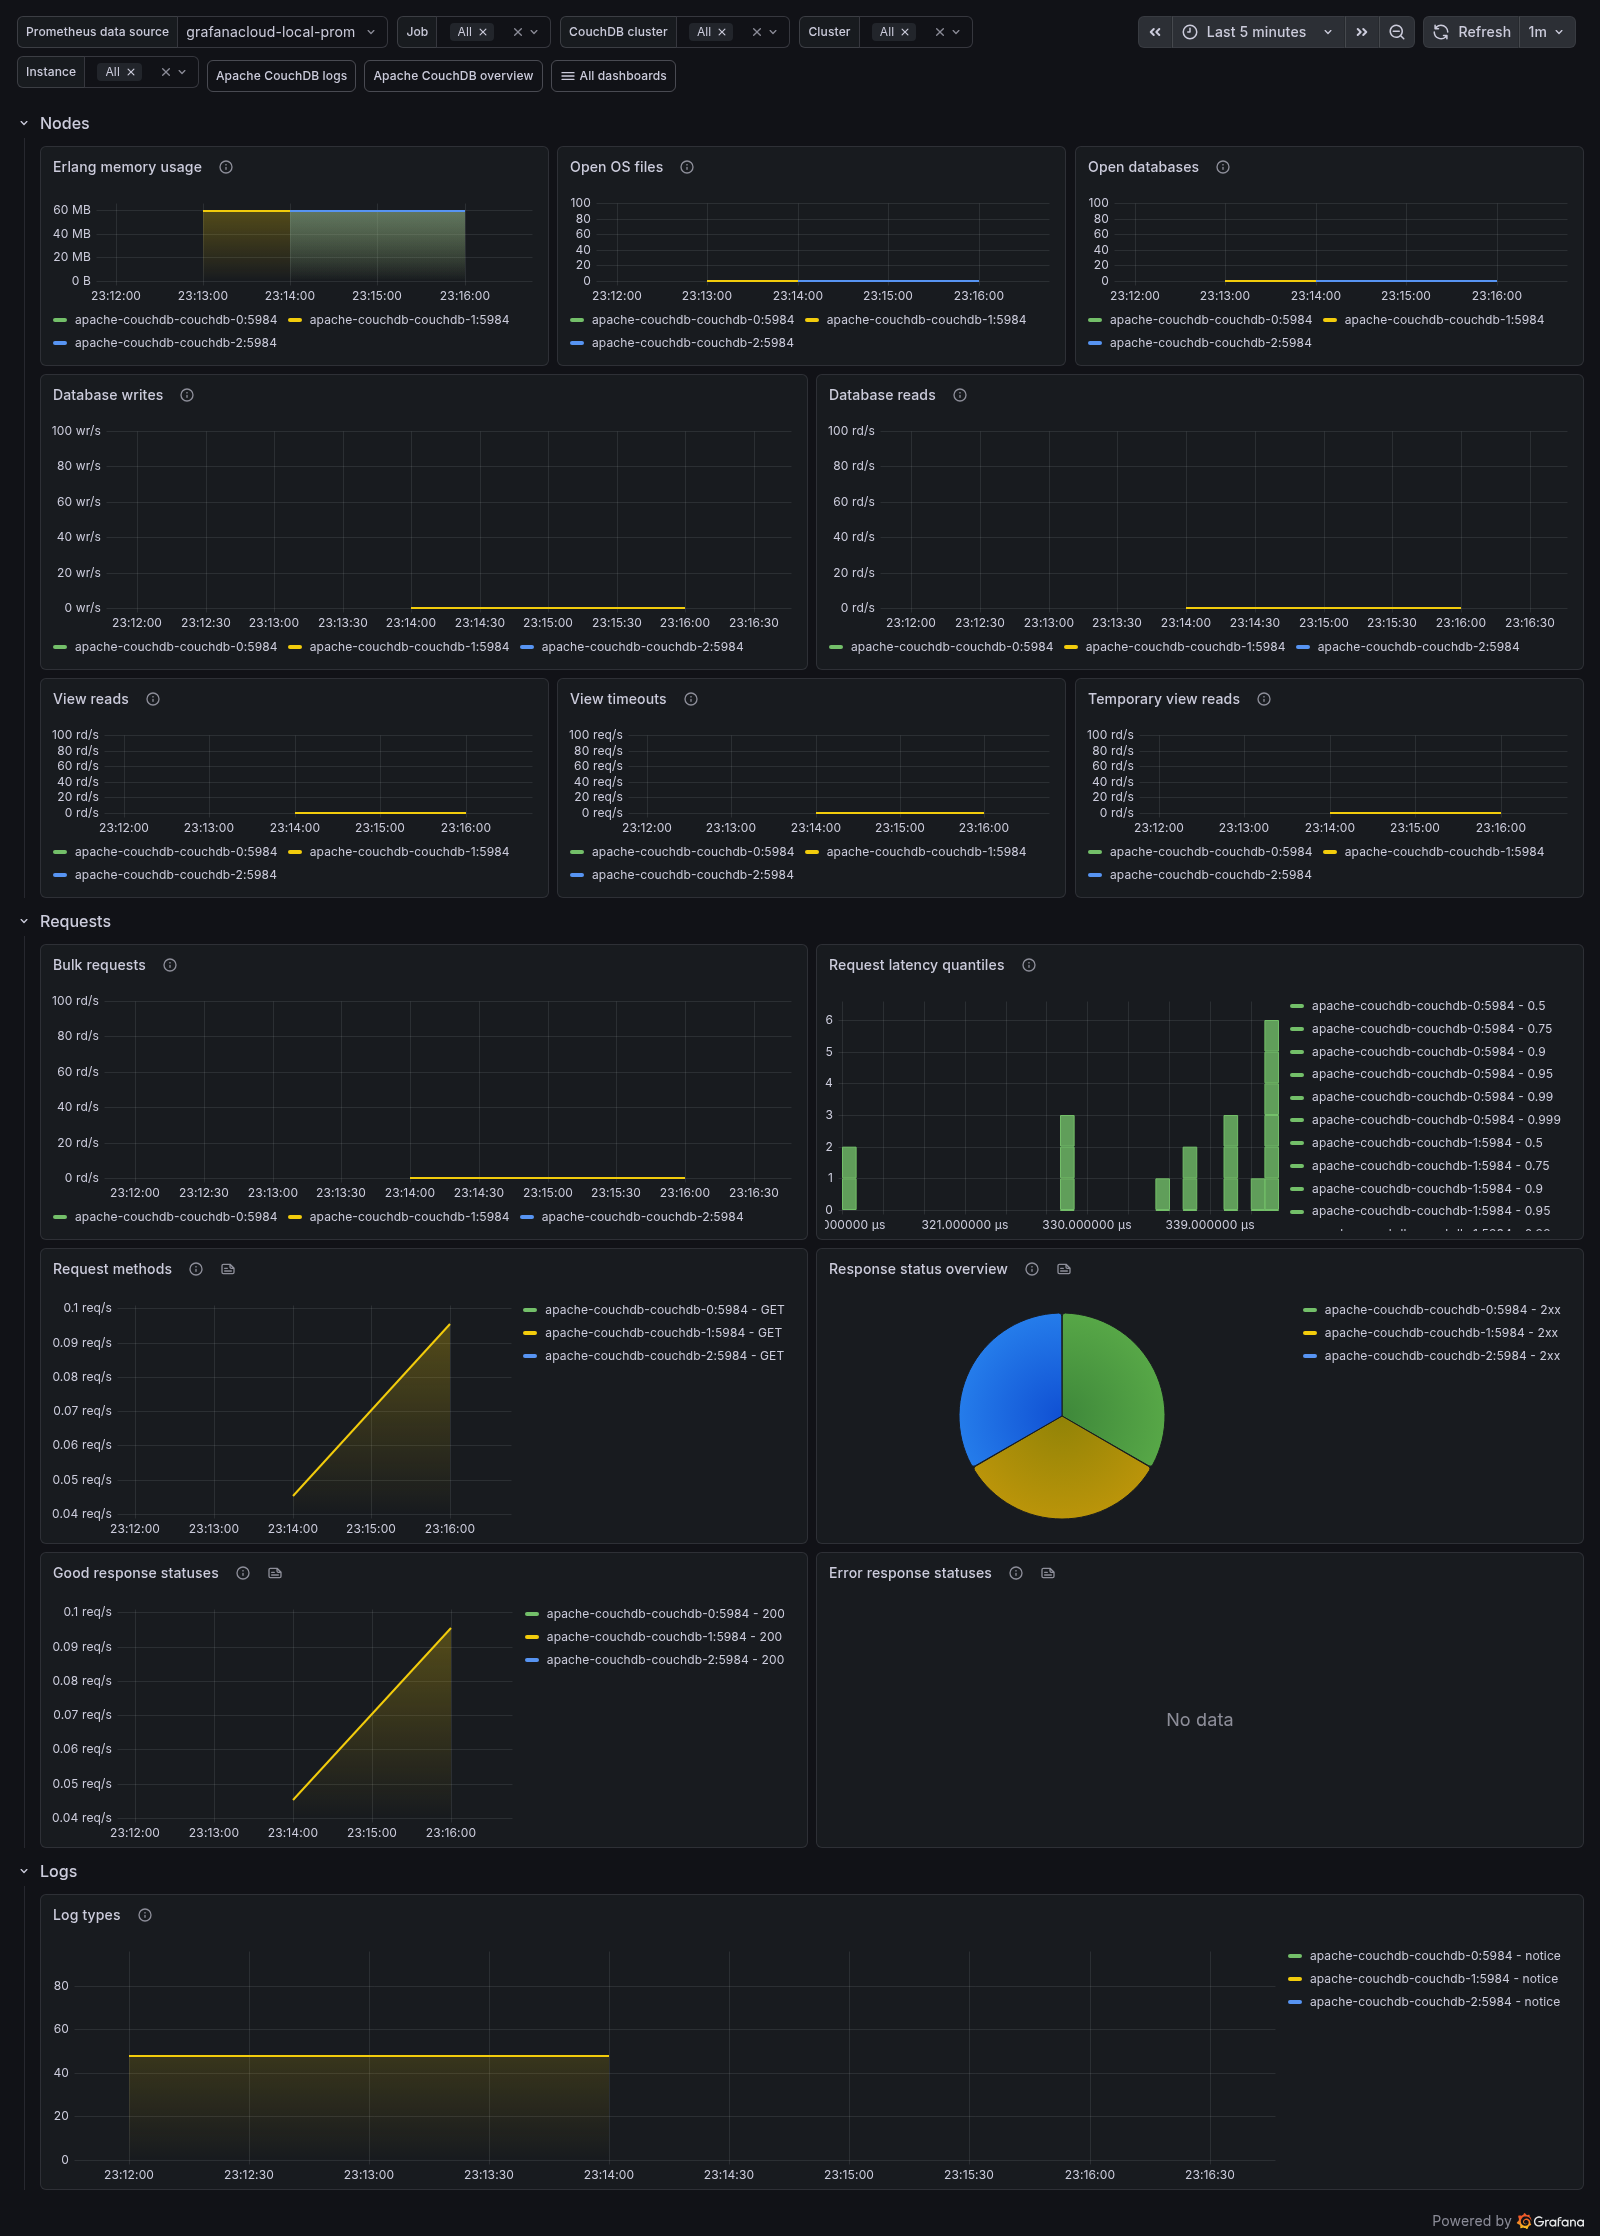 Prometheus data source grafanacloud-local-prom Job All CouchDB cluster All Cluster All Last 5 minutes Refresh 1m
Instance All Apache CouchDB logs Apache CouchDB overview All dashboards
Nodes
Erlang memory usage
60 MB
40 MB
20 MB
0 B
23:12:00 23:13:00 23:14:00 23:15:00 23:16:00
apache-couchdb-couchdb-0:5984 apache-couchdb-couchdb-1:5984
apache-couchdb-couchdb-2:5984
Open OS files
100
80
60
40
20
0
23:12:00 23:13:00 23:14:00 23:15:00 23:16:00
apache-couchdb-couchdb-0:5984 apache-couchdb-couchdb-1:5984
apache-couchdb-couchdb-2:5984
Open databases
100
80
60
40
20
0
23:12:00 23:13:00 23:14:00 23:15:00 23:16:00
apache-couchdb-couchdb-0:5984 apache-couchdb-couchdb-1:5984
apache-couchdb-couchdb-2:5984
Database writes
100 wr/s
80 wr/s
60 wr/s
40 wr/s
20 wr/s
0 wr/s
23:12:00 23:12:30 23:13:00 23:13:30 23:14:00 23:14:30 23:15:00 23:15:30 23:16:00 23:16:30
apache-couchdb-couchdb-0:5984 apache-couchdb-couchdb-1:5984 apache-couchdb-couchdb-2:5984
Database reads
100 rd/s
80 rd/s
60 rd/s
40 rd/s
20 rd/s
0 rd/s
23:12:00 23:12:30 23:13:00 23:13:30 23:14:00 23:14:30 23:15:00 23:15:30 23:16:00 23:16:30
apache-couchdb-couchdb-0:5984 apache-couchdb-couchdb-1:5984 apache-couchdb-couchdb-2:5984
View reads
100 rd/s
80 rd/s
60 rd/s
40 rd/s
20 rd/s
0 rd/s
23:12:00 23:13:00 23:14:00 23:15:00 23:16:00
apache-couchdb-couchdb-0:5984 apache-couchdb-couchdb-1:5984
apache-couchdb-couchdb-2:5984
View timeouts
100 req/s
80 req/s
60 req/s
40 req/s
20 req/s
0 req/s
23:12:00 23:13:00 23:14:00 23:15:00 23:16:00
apache-couchdb-couchdb-0:5984 apache-couchdb-couchdb-1:5984
apache-couchdb-couchdb-2:5984
Temporary view reads
100 rd/s
80 rd/s
60 rd/s
40 rd/s
20 rd/s
0 rd/s
23:12:00 23:13:00 23:14:00 23:15:00 23:16:00
apache-couchdb-couchdb-0:5984 apache-couchdb-couchdb-1:5984
apache-couchdb-couchdb-2:5984
Requests
Bulk requests
100 rd/s
80 rd/s
60 rd/s
40 rd/s
20 rd/s
0 rd/s
23:12:00 23:12:30 23:13:00 23:13:30 23:14:00 23:14:30 23:15:00 23:15:30 23:16:00 23:16:30
apache-couchdb-couchdb-0:5984 apache-couchdb-couchdb-1:5984 apache-couchdb-couchdb-2:5984
Request latency quantiles
6
5
4
3
2
1
0
000000 µs 321.000000 µs 330.000000 µs 339.000000 µs
apache-couchdb-couchdb-0:5984 - 0.5
apache-couchdb-couchdb-0:5984 - 0.75
apache-couchdb-couchdb-0:5984 - 0.9
apache-couchdb-couchdb-0:5984 - 0.95
apache-couchdb-couchdb-0:5984 - 0.99
apache-couchdb-couchdb-0:5984 - 0.999
apache-couchdb-couchdb-1:5984 - 0.5
apache-couchdb-couchdb-1:5984 - 0.75
apache-couchdb-couchdb-1:5984 - 0.9
apache-couchdb-couchdb-1:5984 - 0.95
Request methods
0.1 req/s
0.09 req/s
0.08 req/s
0.07 req/s
0.06 req/s
0.05 req/s
0.04 req/s
23:12:00 23:13:00 23:14:00 23:15:00 23:16:00
apache-couchdb-couchdb-0:5984 - GET
apache-couchdb-couchdb-1:5984 - GET
apache-couchdb-couchdb-2:5984 - GET
Response status overview
apache-couchdb-couchdb-0:5984 - 2xx
apache-couchdb-couchdb-1:5984 - 2xx
apache-couchdb-couchdb-2:5984 - 2xx
Good response statuses
0.1 req/s
0.09 req/s
0.08 req/s
0.07 req/s
0.06 req/s
0.05 req/s
0.04 req/s
23:12:00 23:13:00 23:14:00 23:15:00 23:16:00
apache-couchdb-couchdb-0:5984 - 200
apache-couchdb-couchdb-1:5984 - 200
apache-couchdb-couchdb-2:5984 - 200
Error response statuses
No data
Logs
Log types
80
60
40
20
0
23:12:00 23:12:30 23:13:00 23:13:30 23:14:00 23:14:30 23:15:00 23:15:30 23:16:00 23:16:30
apache-couchdb-couchdb-0:5984 - notice
apache-couchdb-couchdb-1:5984 - notice
apache-couchdb-couchdb-2:5984 - notice
Powered by Grafana